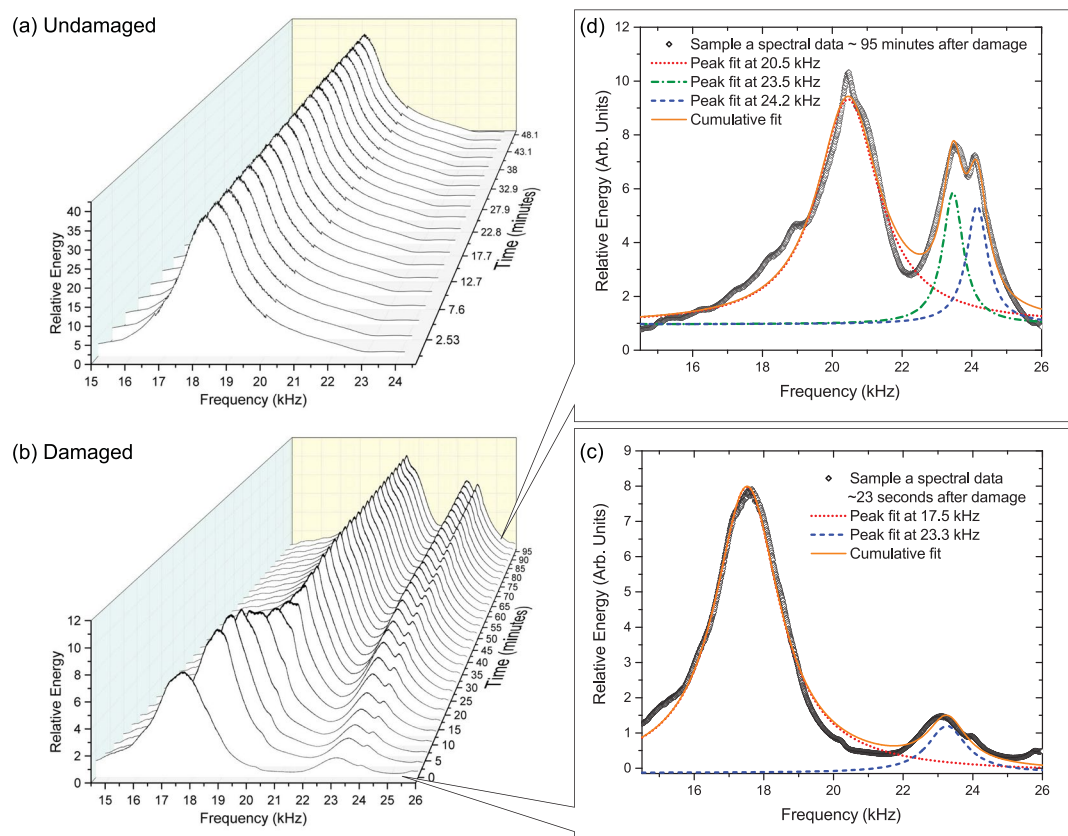 (a) Undamaged
40
35
30
25
20
15
10
5
0
Relative Energy
15 16 17 18 19 20 21 22 23 24
Frequency (kHz)
2.53
7.6
12.7
17.7
22.8
27.9
32.9
38
43.1
48.1
Time (minutes)
(b) Damaged
12
10
8
6
4
2
0
Relative Energy
15 16 17 18 19 20 21 22 23 24 25 26
Frequency (kHz)
0
5
10
15
20
25
30
35
40
45
50
55
60
65
70
75
80
85
90
95
Time (minutes)
(d)
Sample a spectral data ~ 95 minutes after damage
Peak fit at 20.5 kHz
Peak fit at 23.5 kHz
Peak fit at 24.2 kHz
Cumulative fit
12
10
8
6
4
2
0
Relative Energy (Arb. Units)
16 18 20 22 24 26
Frequency (kHz)
(c)
Sample a spectral data
~23 seconds after damage
Peak fit at 17.5 kHz
Peak fit at 23.3 kHz
Cumulative fit
9
8
7
6
5
4
3
2
1
0
Relative Energy (Arb. Units)
16 18 20 22 24 26
Frequency (kHz)